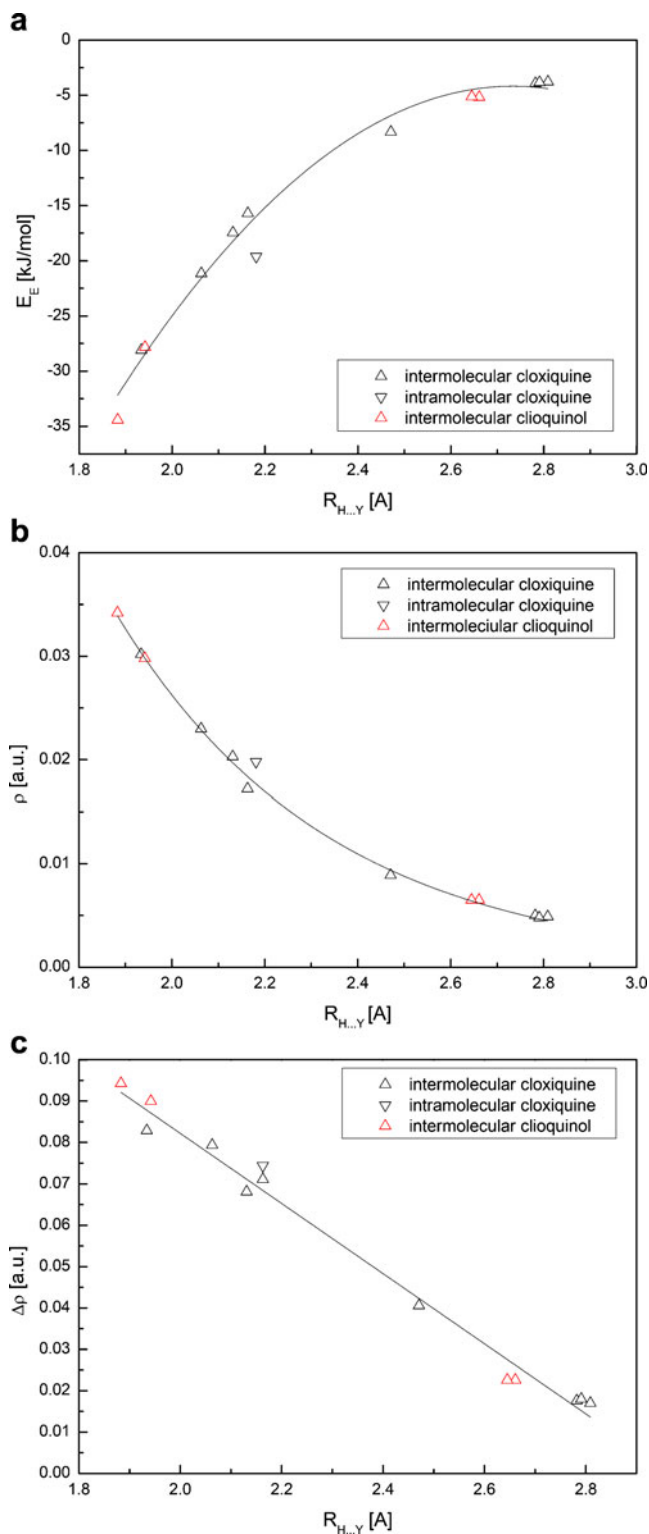 a
0
-5
-10
-15
-20
-25
-30
-35
E_E [kJ/mol]
intermolecular cloxiquine
intramolecular cloxiquine
intermolecular clioquinol
1.8 2.0 2.2 2.4 2.6 2.8 3.0
R_H...Y [A]
b
0.04
0.03
0.02
0.01
0.00
ρ [a.u.]
intermolecular cloxiquine
intramolecular cloxiquine
intermoleciular clioquinol
1.8 2.0 2.2 2.4 2.6 2.8 3.0
R_H...Y [A]
c
0.10
0.09
0.08
0.07
0.06
0.05
0.04
0.03
0.02
0.01
0.00
Δρ [a.u.]
intermolecular cloxiquine
intramolecular cloxiquine
intermolecular clioquinol
1.8 2.0 2.2 2.4 2.6 2.8
R_H...Y [A]